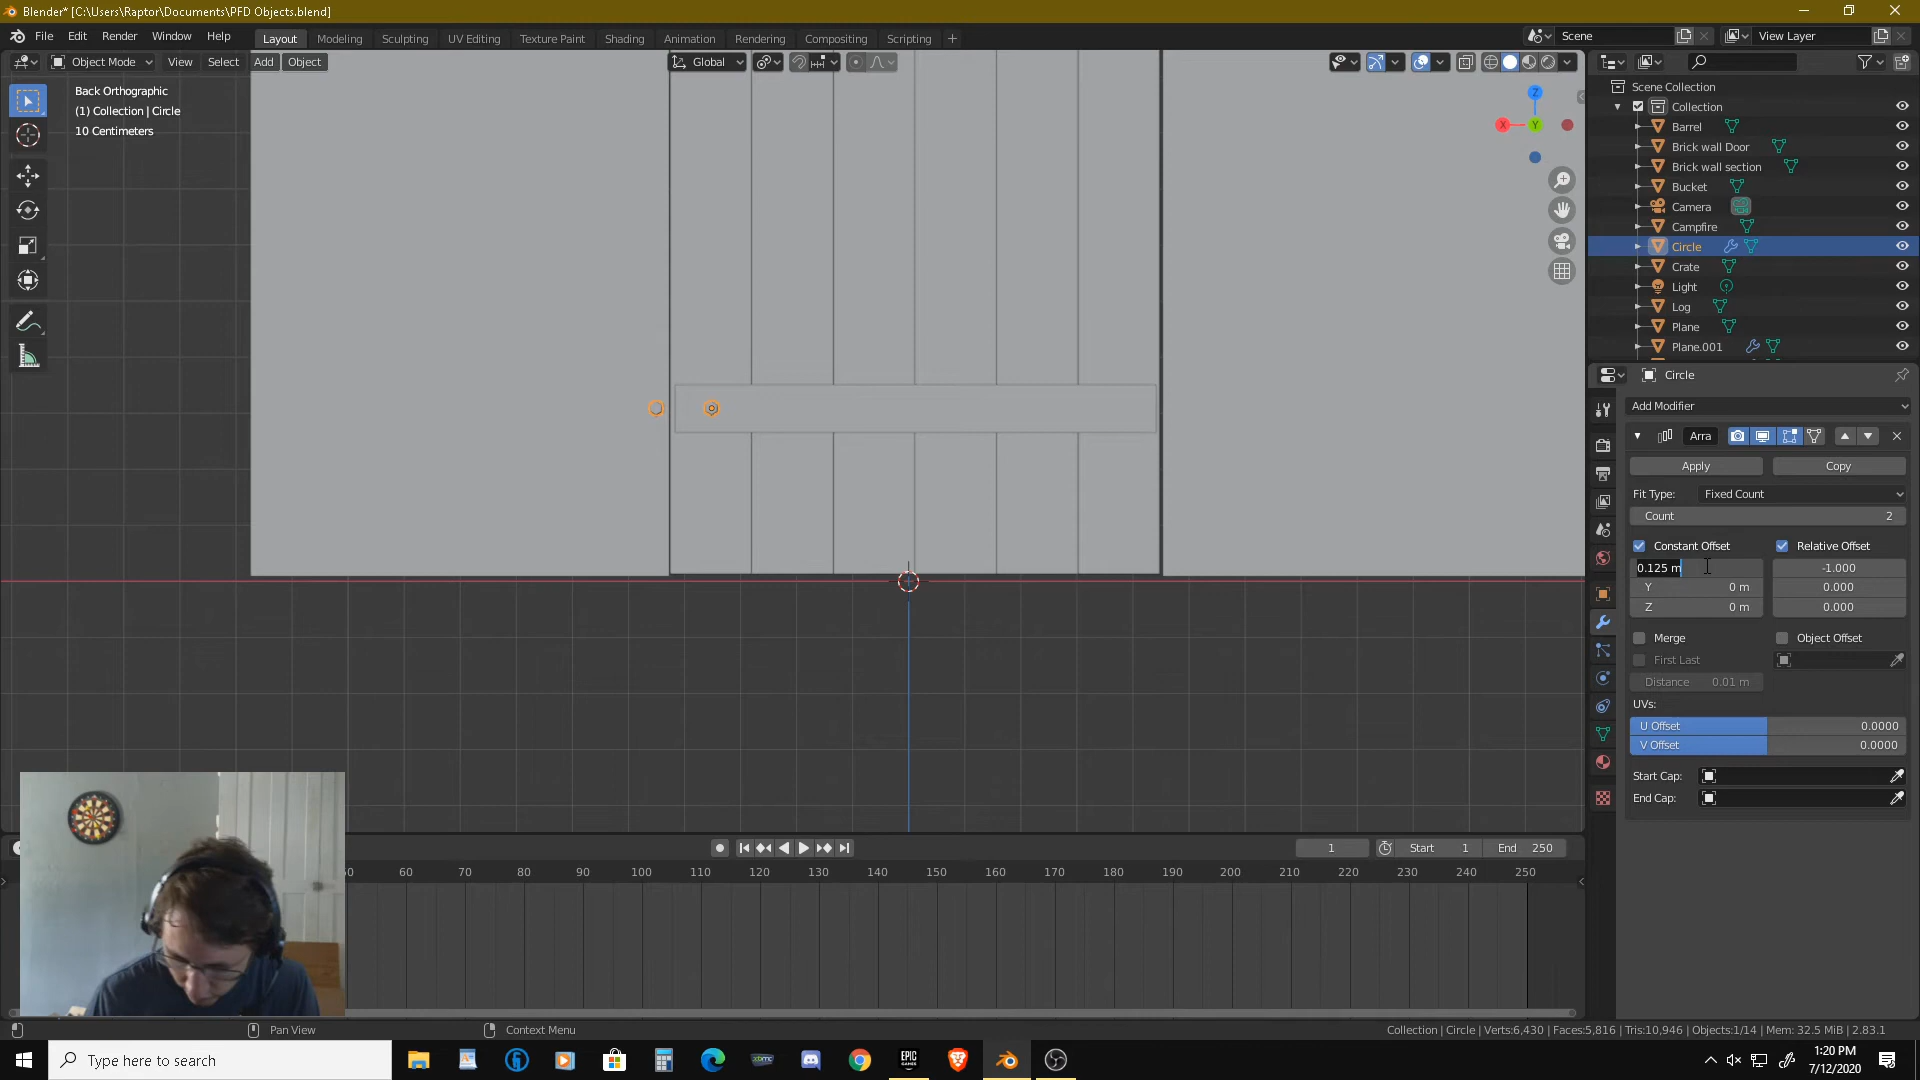 Blender* [C:\Users\Raptor\Documents\PFD Objects.blend]
File Edit Render Window Help
Layout Modeling Sculpting UV Editing Texture Paint Shading Animation Rendering Compositing Scripting
Scene
View Layer
Object Mode View Select Add Object
Global
Back Orthographic
(1) Collection | Circle
10 Centimeters
Z
X Y
Scene Collection
Collection
Barrel
Brick wall Door
Brick wall section
Bucket
Camera
Campfire
Circle
Crate
Light
Log
Plane
Plane.001
Circle
Add Modifier
Arra
Apply Copy
Fit Type: Fixed Count
Count 2
Constant Offset Relative Offset
0.125 m -1.000
Y 0 m 0.000
Z 0 m 0.000
Merge Object Offset
First Last
Distance 0.01 m
UVs:
U Offset 0.0000
V Offset 0.0000
Start Cap:
End Cap:
1 Start 1 End 250
50 60 70 80 90 100 110 120 130 140 150 160 170 180 190 200 210 220 230 240 250
Pan View Context Menu
Collection | Circle | Verts:6,430 | Faces:5,816 | Tris:10,946 | Objects:1/14 | Mem: 32.5 MiB | 2.83.1
Type here to search
EPIC GAMES
1:20 PM
7/12/2020